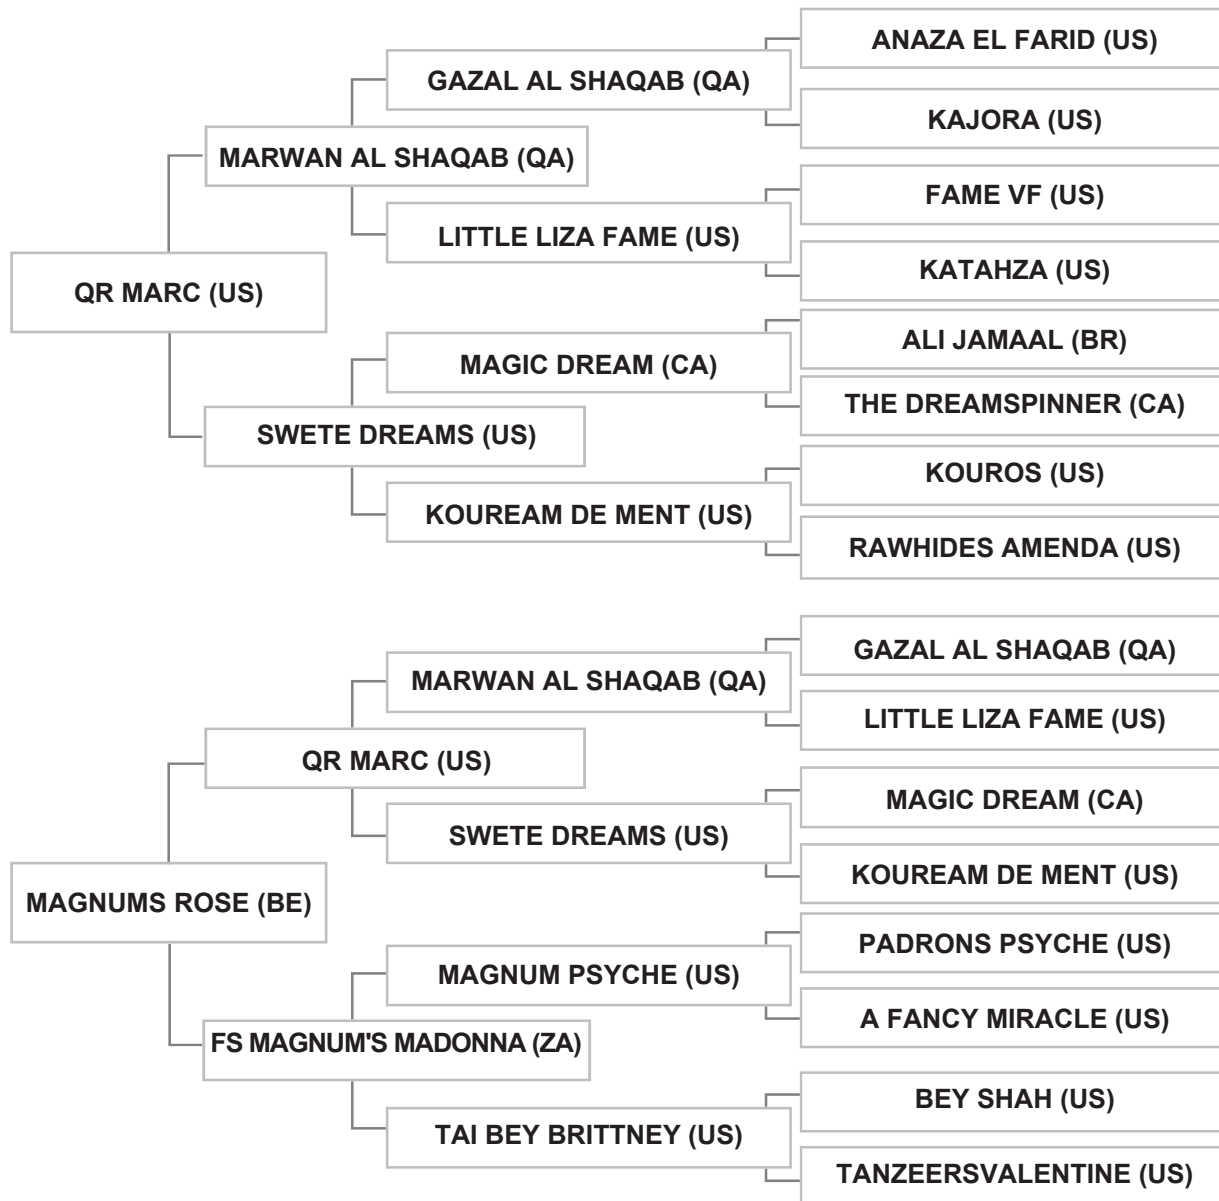 ANAZA EL FARID (US)
GAZAL AL SHAQAB (QA)
KAJORA (US)
MARWAN AL SHAQAB (QA)
FAME VF (US)
LITTLE LIZA FAME (US)
KATAHZA (US)
QR MARC (US)
ALI JAMAAL (BR)
MAGIC DREAM (CA)
THE DREAMSPINNER (CA)
SWETE DREAMS (US)
KOUROS (US)
KOUREAM DE MENT (US)
RAWHIDES AMENDA (US)
GAZAL AL SHAQAB (QA)
MARWAN AL SHAQAB (QA)
LITTLE LIZA FAME (US)
QR MARC (US)
MAGIC DREAM (CA)
SWETE DREAMS (US)
KOUREAM DE MENT (US)
MAGNUMS ROSE (BE)
PADRONS PSYCHE (US)
MAGNUM PSYCHE (US)
A FANCY MIRACLE (US)
FS MAGNUM'S MADONNA (ZA)
BEY SHAH (US)
TAI BEY BRITTNEY (US)
TANZEERSVALENTINE (US)